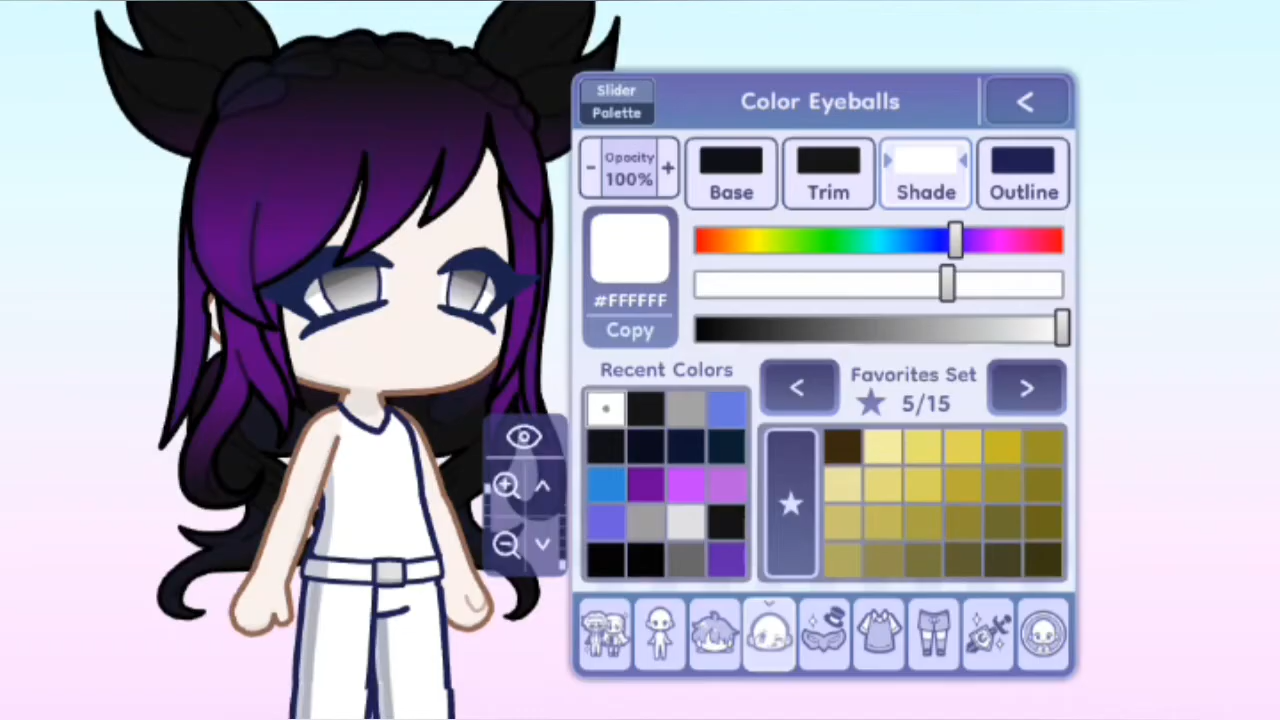 Slider
Palette
Color Eyeballs
<
- Opacity 100% +
Base
Trim
Shade
Outline
#FFFFFF
Copy
Recent Colors
<
Favorites Set
5/15
>